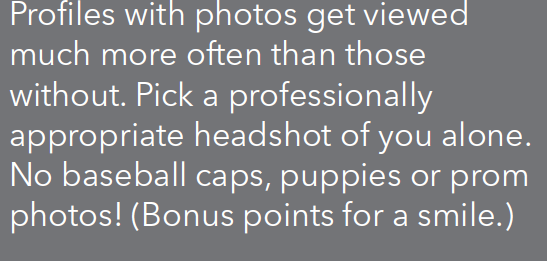 Profiles with photos get viewed
much more often than those
without. Pick a professionally
appropriate headshot of you alone.
No baseball caps, puppies or prom
photos! (Bonus points for a smile.)